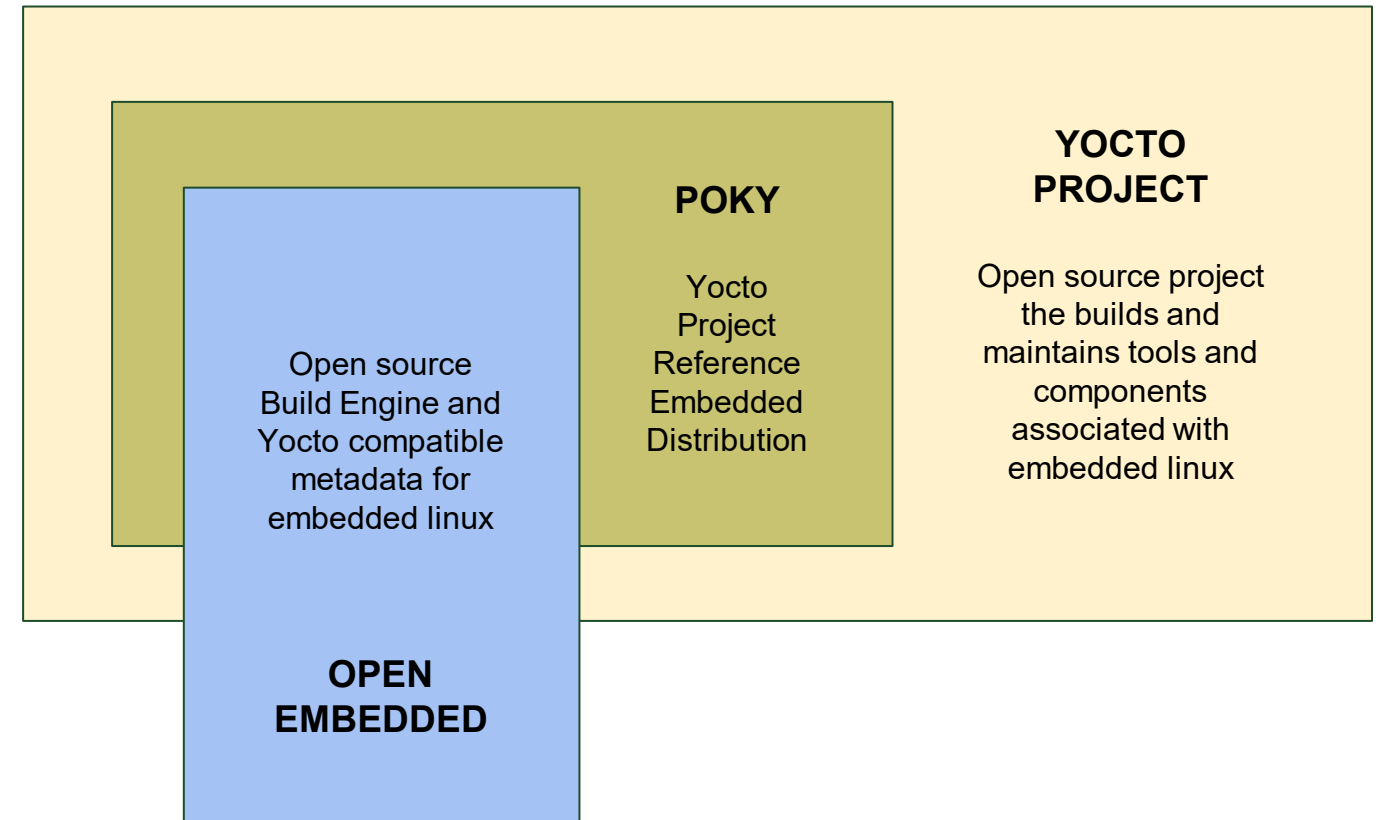 YOCTO
PROJECT
Open source project
the builds and
maintains tools and
components
associated with
embedded linux
POKY
Yocto
Project
Reference
Embedded
Distribution
Open source
Build Engine and
Yocto compatible
metadata for
embedded linux
OPEN
EMBEDDED